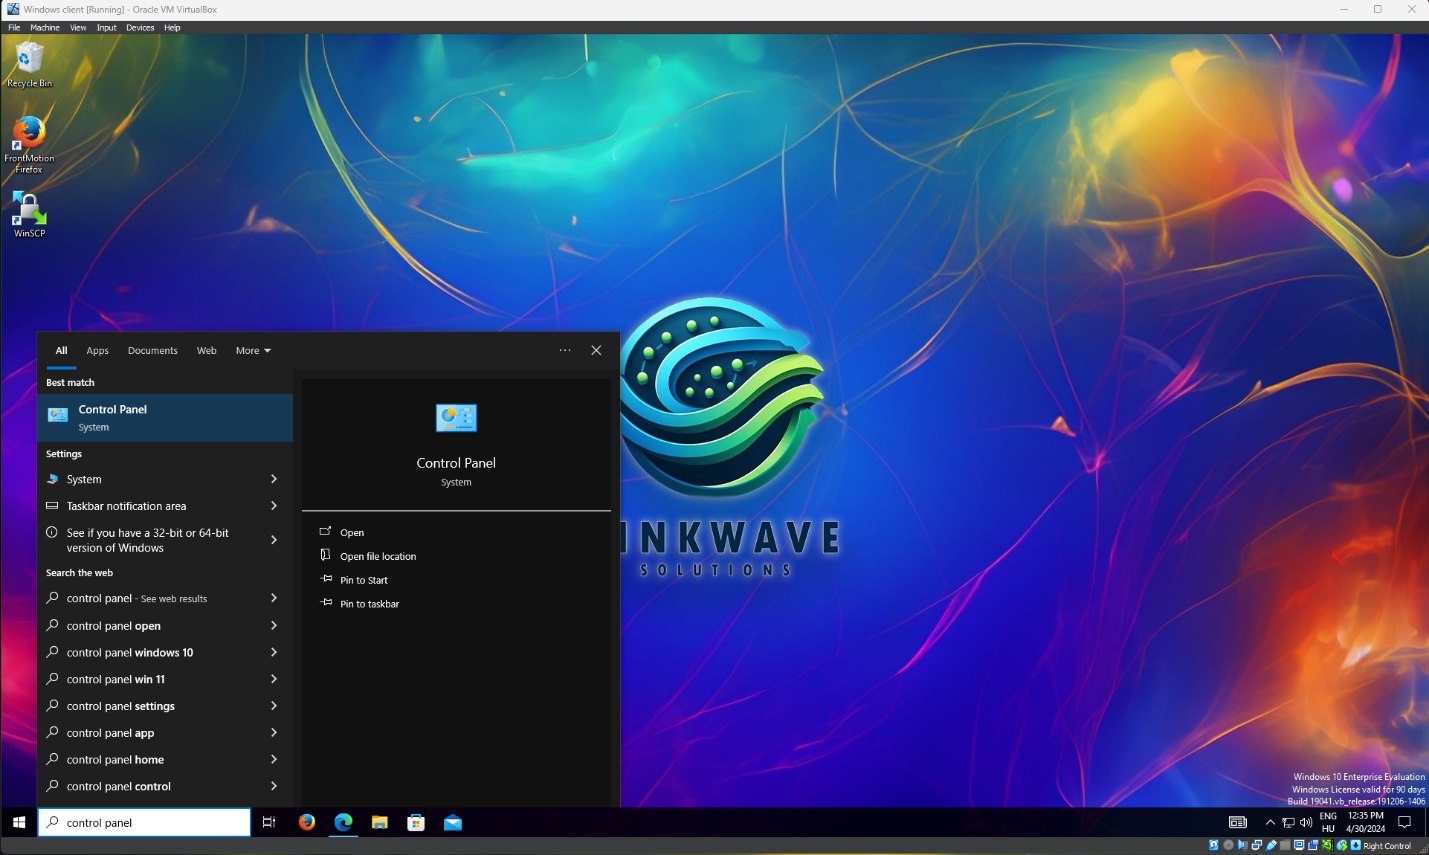 Windows client [Running] - Oracle VM VirtualBox
File Machine View Input Devices Help
Recycle Bin
FrontMotion
Firefox
WinSCP
All Apps Documents Web More
Best match
Control Panel
System
Settings
System
Taskbar notification area
See if you have a 32-bit or 64-bit
version of Windows
Search the web
control panel - See web results
control panel open
control panel windows 10
control panel win 11
control panel settings
control panel app
control panel home
control panel control
Control Panel
System
Open
Open file location
Pin to Start
Pin to taskbar
INKWAVE
SOLUTIONS
Windows 10 Enterprise Evaluation
Windows License valid for 90 days
Build 19041.vb_release.191206-1406
control panel
ENG
HU
12:35 PM
4/30/2024
Right Control